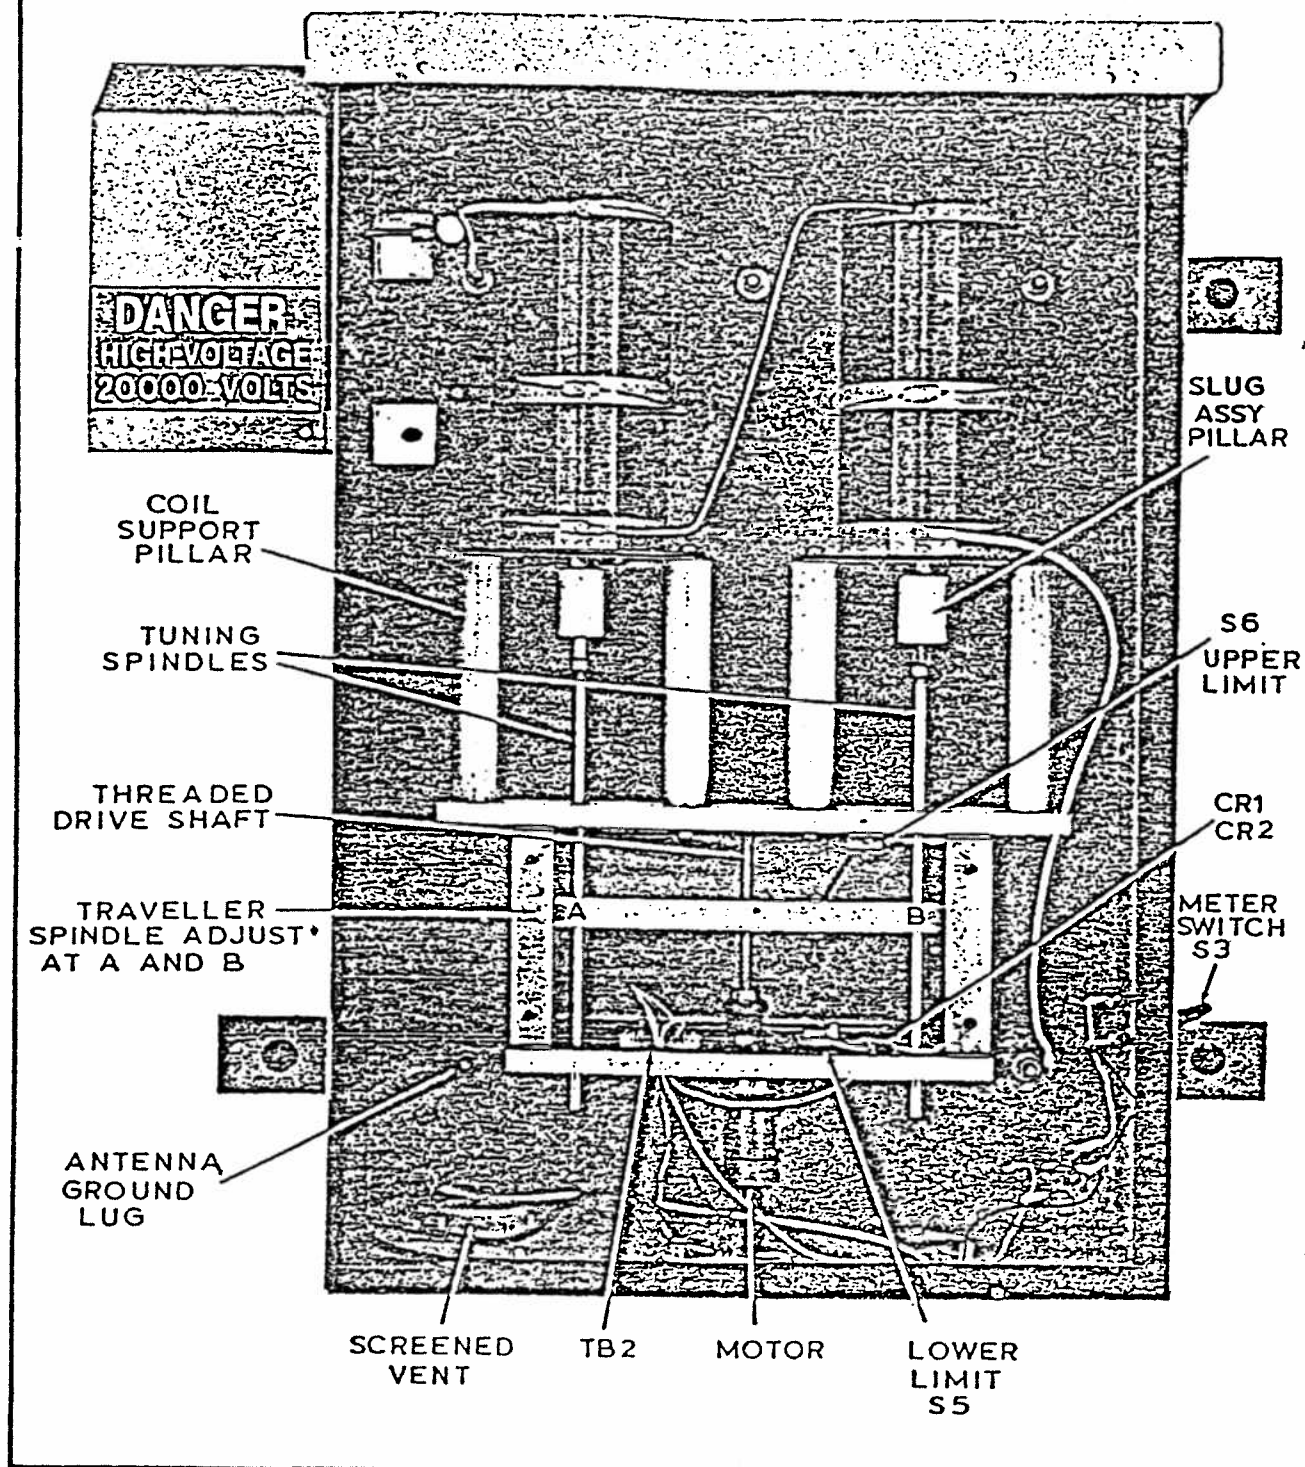 DANGER
HIGH-VOLTAGE
20000 VOLTS
SLUG
ASSY
PILLAR
COIL
SUPPORT
PILLAR
TUNING
SPINDLES
S6
UPPER
LIMIT
THREADED
DRIVE SHAFT
CR1
CR2
TRAVELLER
SPINDLE ADJUST
AT A AND B
A
B
METER
SWITCH
S3
ANTENNA
GROUND
LUG
SCREENED
VENT
TB2
MOTOR
LOWER
LIMIT
S5